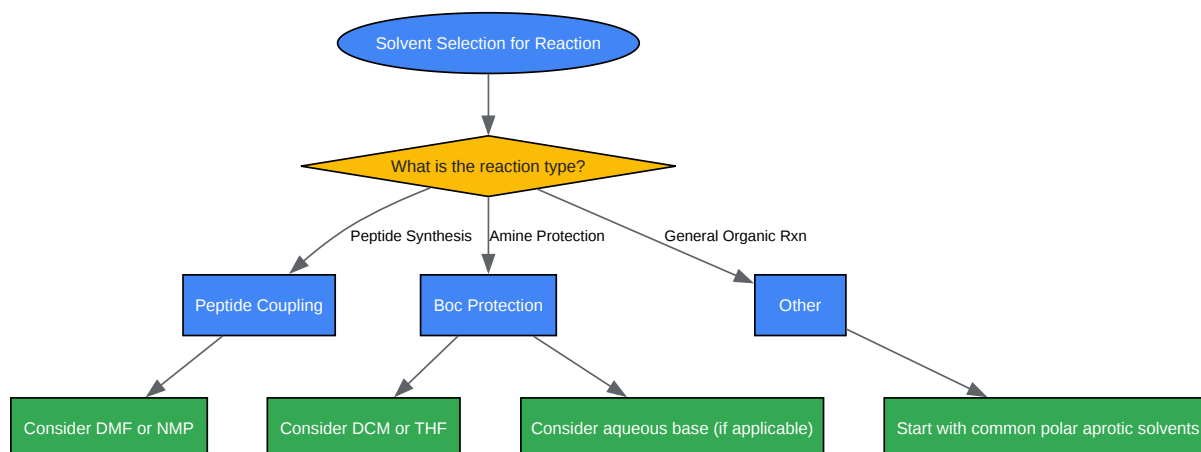 Solvent Selection for Reaction
What is the reaction type?
Peptide Synthesis
Amine Protection
General Organic Rxn
Peptide Coupling
Boc Protection
Other
Consider DMF or NMP
Consider DCM or THF
Consider aqueous base (if applicable)
Start with common polar aprotic solvents